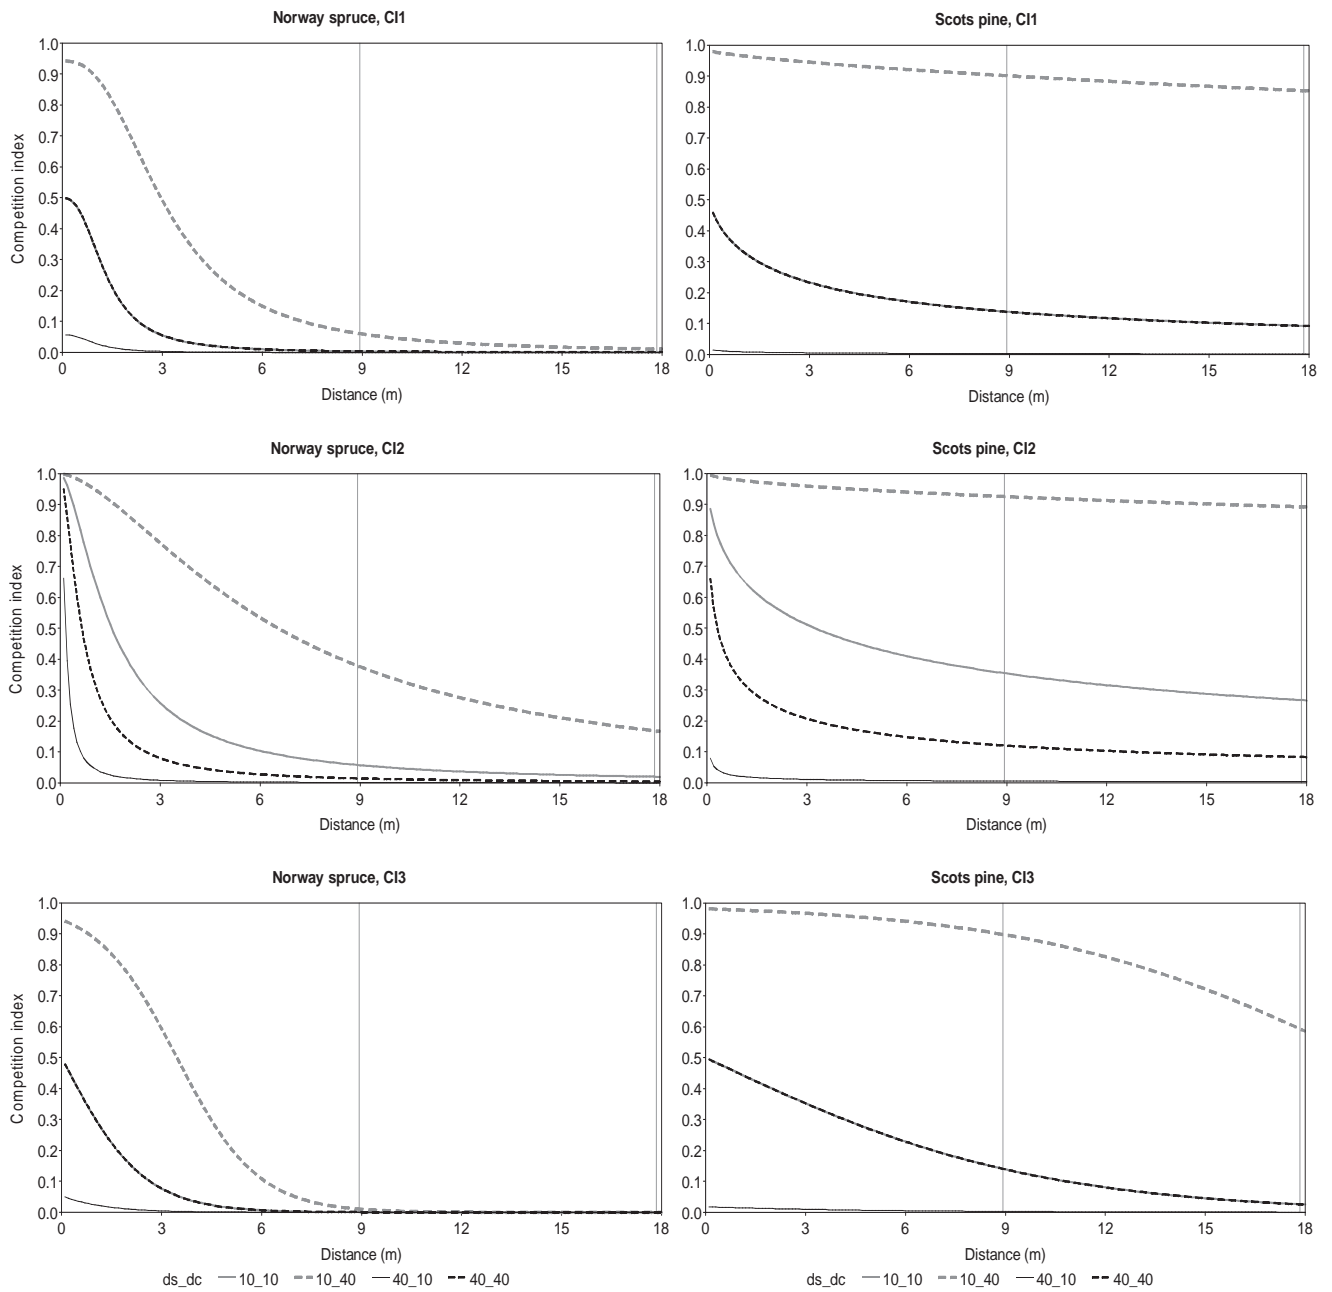 Norway spruce, CI1
Competition index
1.0
0.9
0.8
0.7
0.6
0.5
0.4
0.3
0.2
0.1
0.0
0 3 6 9 12 15 18
Distance (m)
Scots pine, CI1
1.0
0.9
0.8
0.7
0.6
0.5
0.4
0.3
0.2
0.1
0.0
0 3 6 9 12 15 18
Distance (m)
Norway spruce, CI2
Competition index
1.0
0.9
0.8
0.7
0.6
0.5
0.4
0.3
0.2
0.1
0.0
0 3 6 9 12 15 18
Distance (m)
Scots pine, CI2
1.0
0.9
0.8
0.7
0.6
0.5
0.4
0.3
0.2
0.1
0.0
0 3 6 9 12 15 18
Distance (m)
Norway spruce, CI3
Competition index
1.0
0.9
0.8
0.7
0.6
0.5
0.4
0.3
0.2
0.1
0.0
0 3 6 9 12 15 18
Distance (m)
ds_dc 10_10 10_40 40_10 40_40
Scots pine, CI3
1.0
0.9
0.8
0.7
0.6
0.5
0.4
0.3
0.2
0.1
0.0
0 3 6 9 12 15 18
Distance (m)
ds_dc 10_10 10_40 40_10 40_40